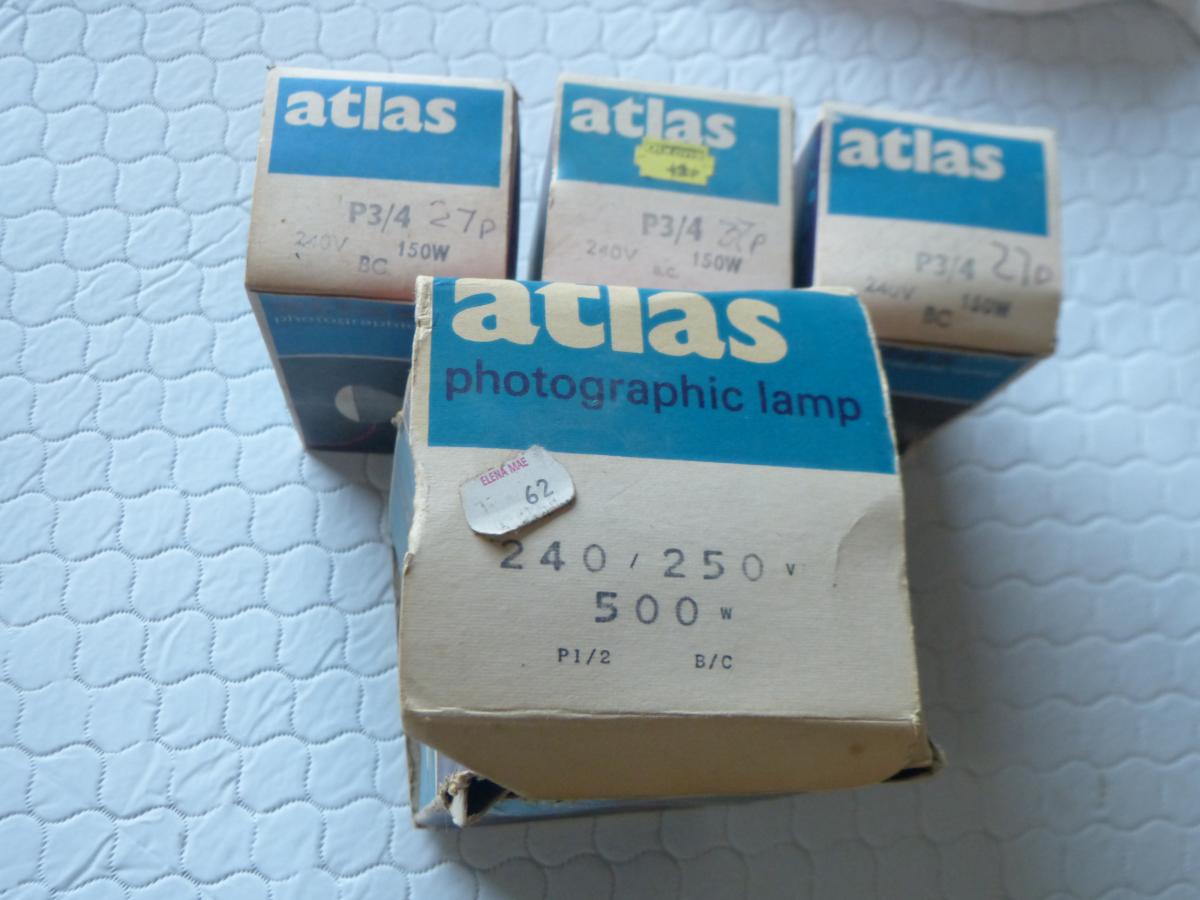 atlas
P3/4 27p
240V 150W
BC
photographic
atlas
P3/4 27p
240V 150W
B.C.
atlas
P3/4 27p
240V 150W
BC
atlas
photographic lamp
ELENA MAE
62
240/250 V
500 W
P1/2 B/C